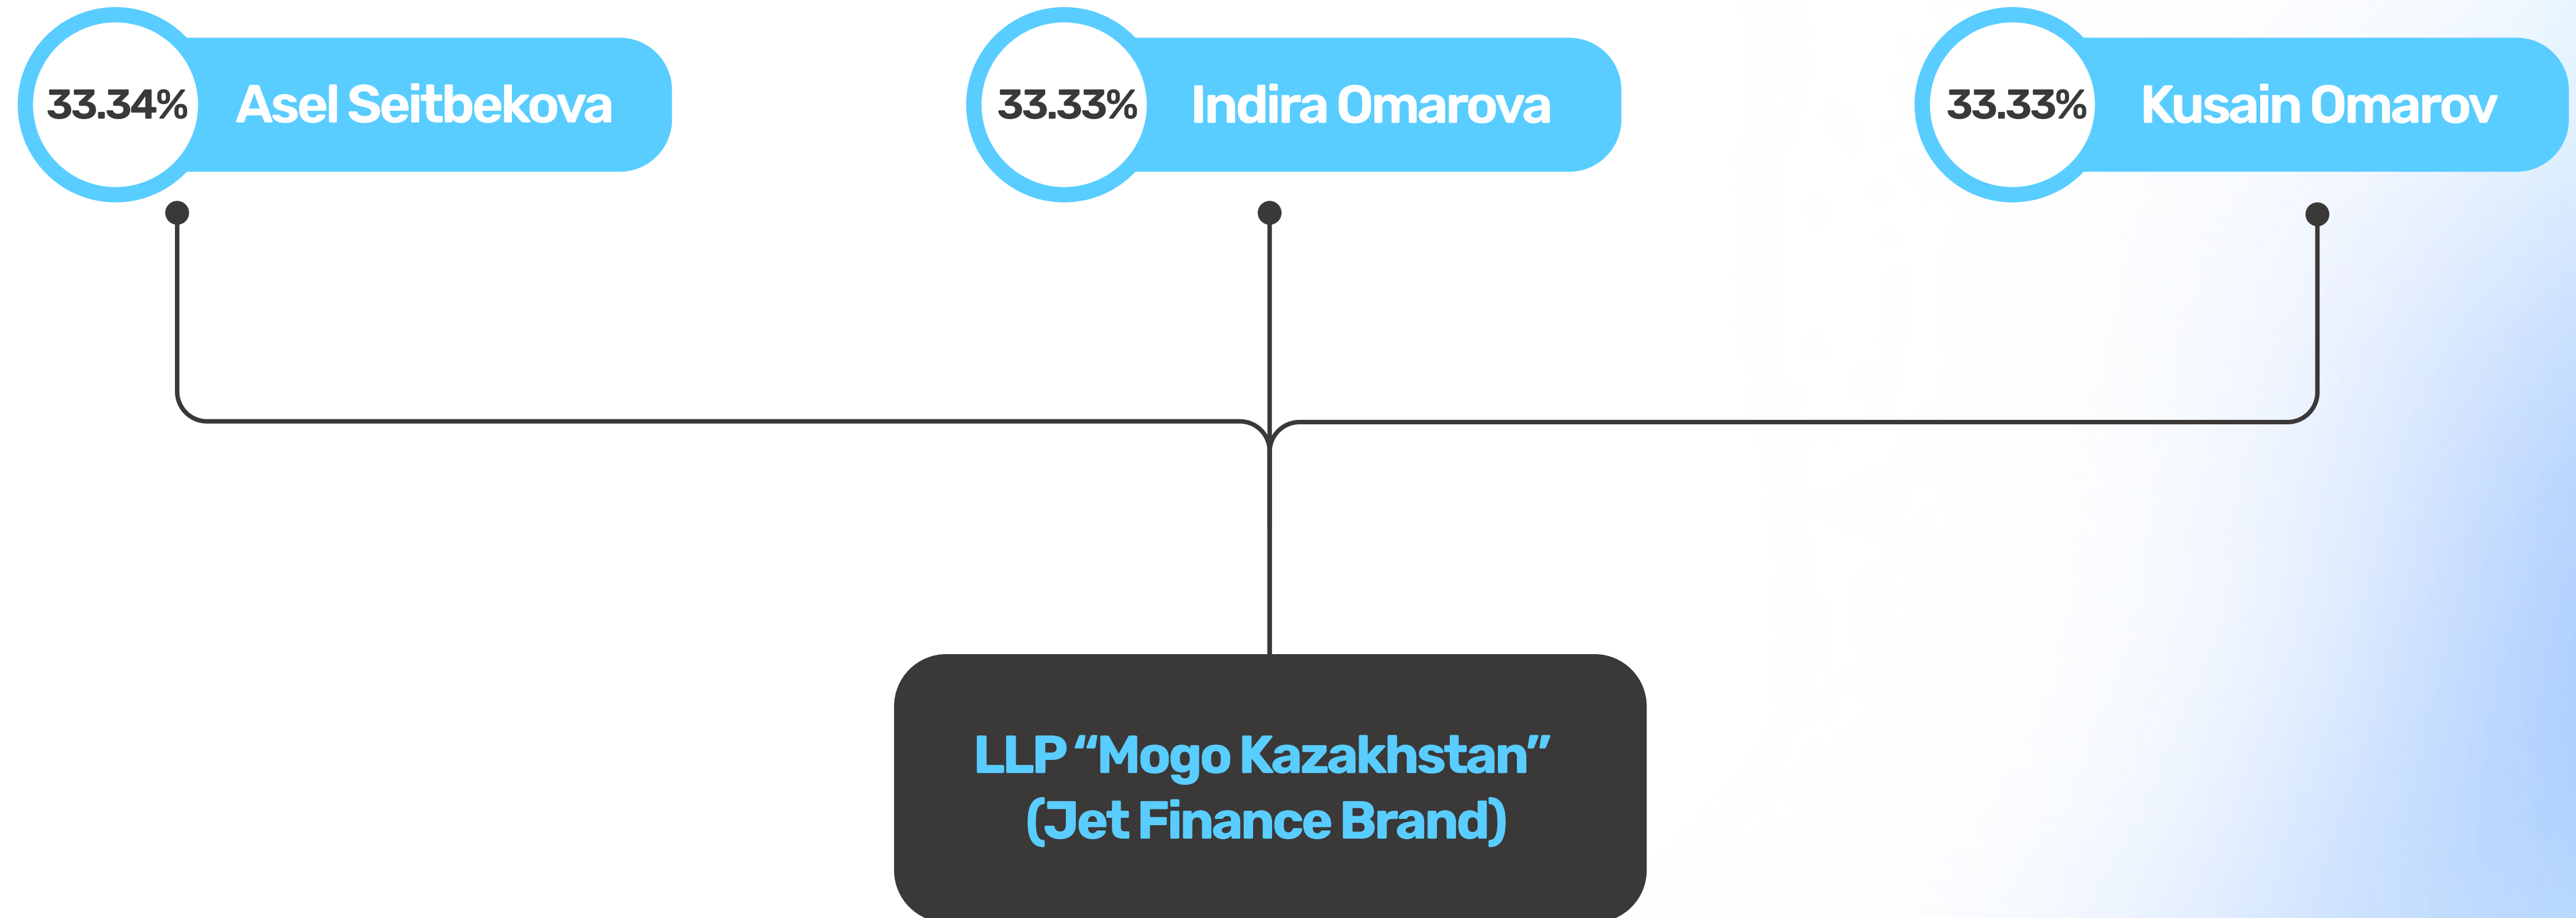 33.34% Asel Seitbekova
33.33% Indira Omarova
33.33% Kusain Omarov
LLP “Mogo Kazakhstan”
(Jet Finance Brand)